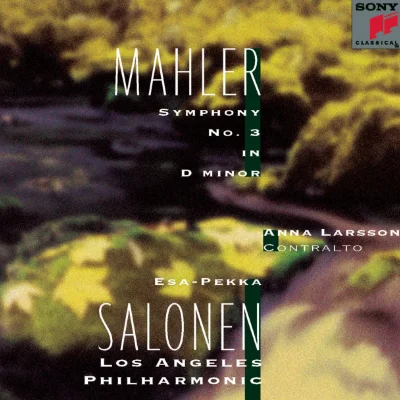 SONY
CLASSICAL
MAHLER
SYMPHONY
NO. 3
IN
D MINOR
ANNA LARSSON
CONTRALTO
ESA-PEKKA
SALONEN
LOS ANGELES
PHILHARMONIC